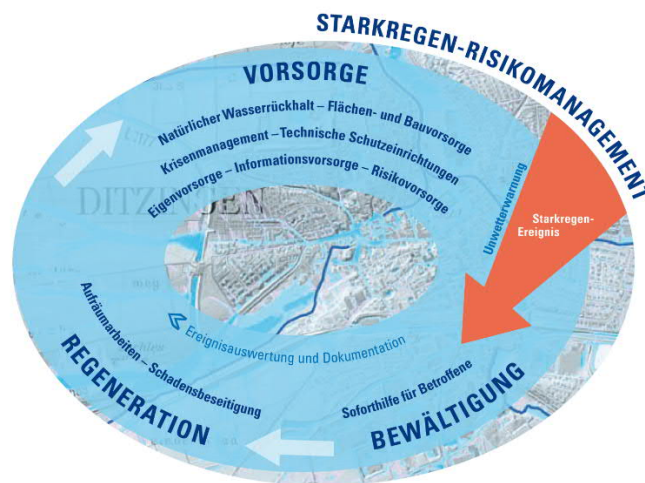 STARKREGEN-RISIKOMANAGEMENT
VORSORGE
Natürlicher Wasserrückhalt – Flächen- und Bauvorsorge
Krisenmanagement – Technische Schutzeinrichtungen
Eigenvorsorge – Informationsvorsorge – Risikovorsorge
DITZINGEN
Unwetterwarnung
Starkregen-
Ereignis
Ereignisauswertung und Dokumentation
Soforthilfe für Betroffene
BEWÄLTIGUNG
Aufräumarbeiten – Schadensbeseitigung
REGENERATION